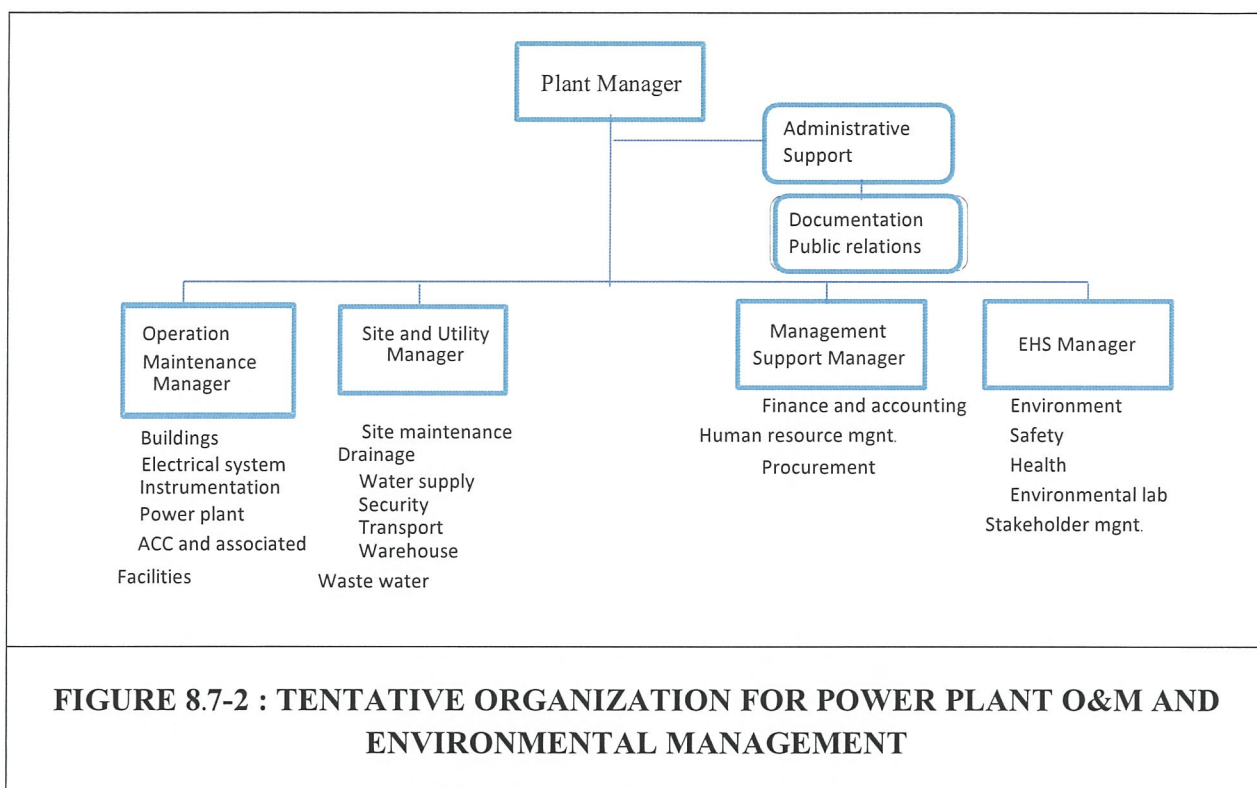 Plant Manager
Administrative
Support
Documentation
Public relations
Operation
Maintenance
Manager
Buildings
Electrical system
Instrumentation
Power plant
ACC and associated
Facilities
Site and Utility
Manager
Site maintenance
Drainage
Water supply
Security
Transport
Warehouse
Waste water
Management
Support Manager
Finance and accounting
Human resource mgnt.
Procurement
EHS Manager
Environment
Safety
Health
Environmental lab
Stakeholder mgnt.
FIGURE 8.7-2 : TENTATIVE ORGANIZATION FOR POWER PLANT O&M AND
ENVIRONMENTAL MANAGEMENT